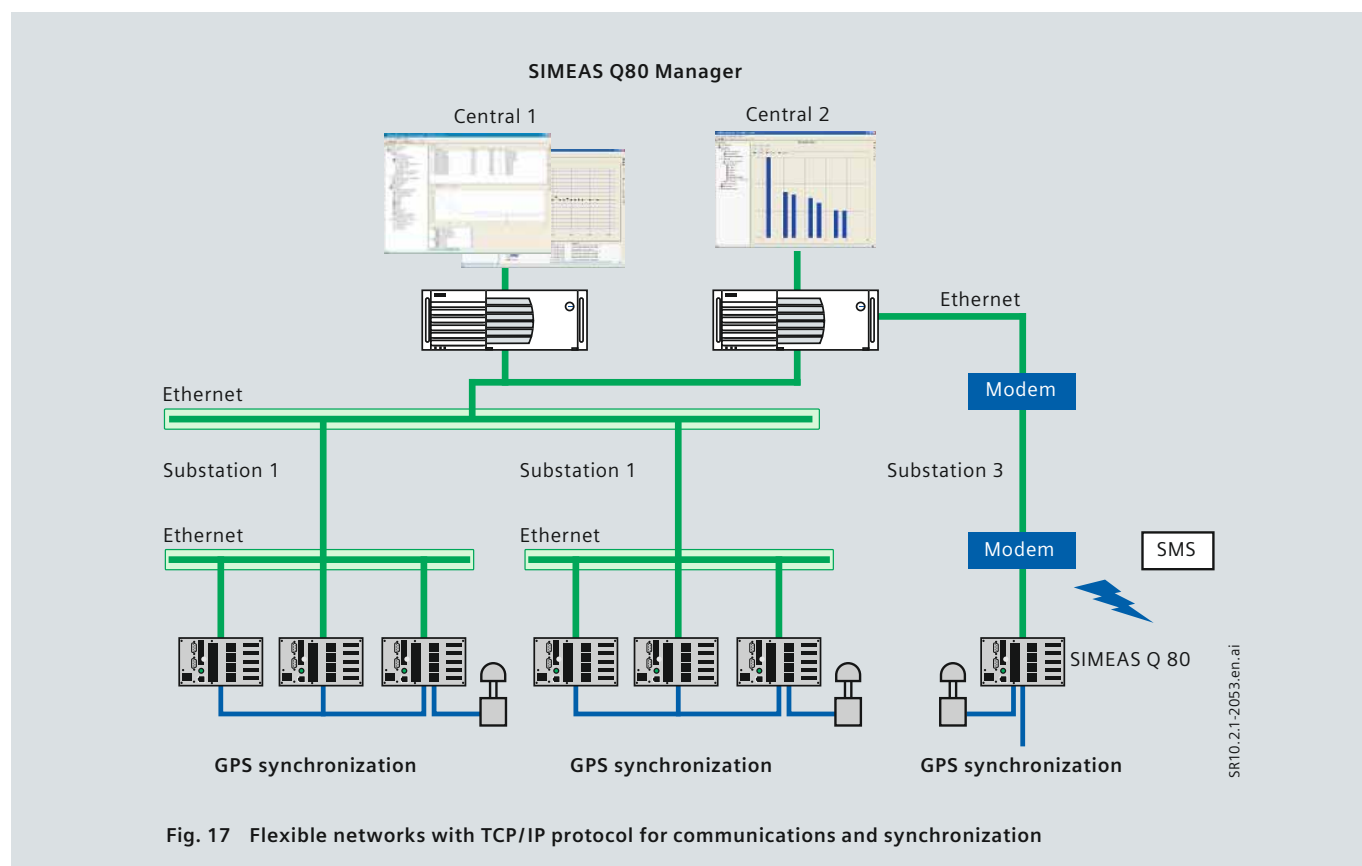 SIMEAS Q80 Manager
Central 1
Central 2
Ethernet
Modem
Ethernet
Substation 1
Substation 1
Substation 3
Ethernet
Ethernet
Modem
SMS
SIMEAS Q 80
GPS synchronization
GPS synchronization
GPS synchronization
SR10.2.1-2053.en.ai
Fig. 17 Flexible networks with TCP/IP protocol for communications and synchronization